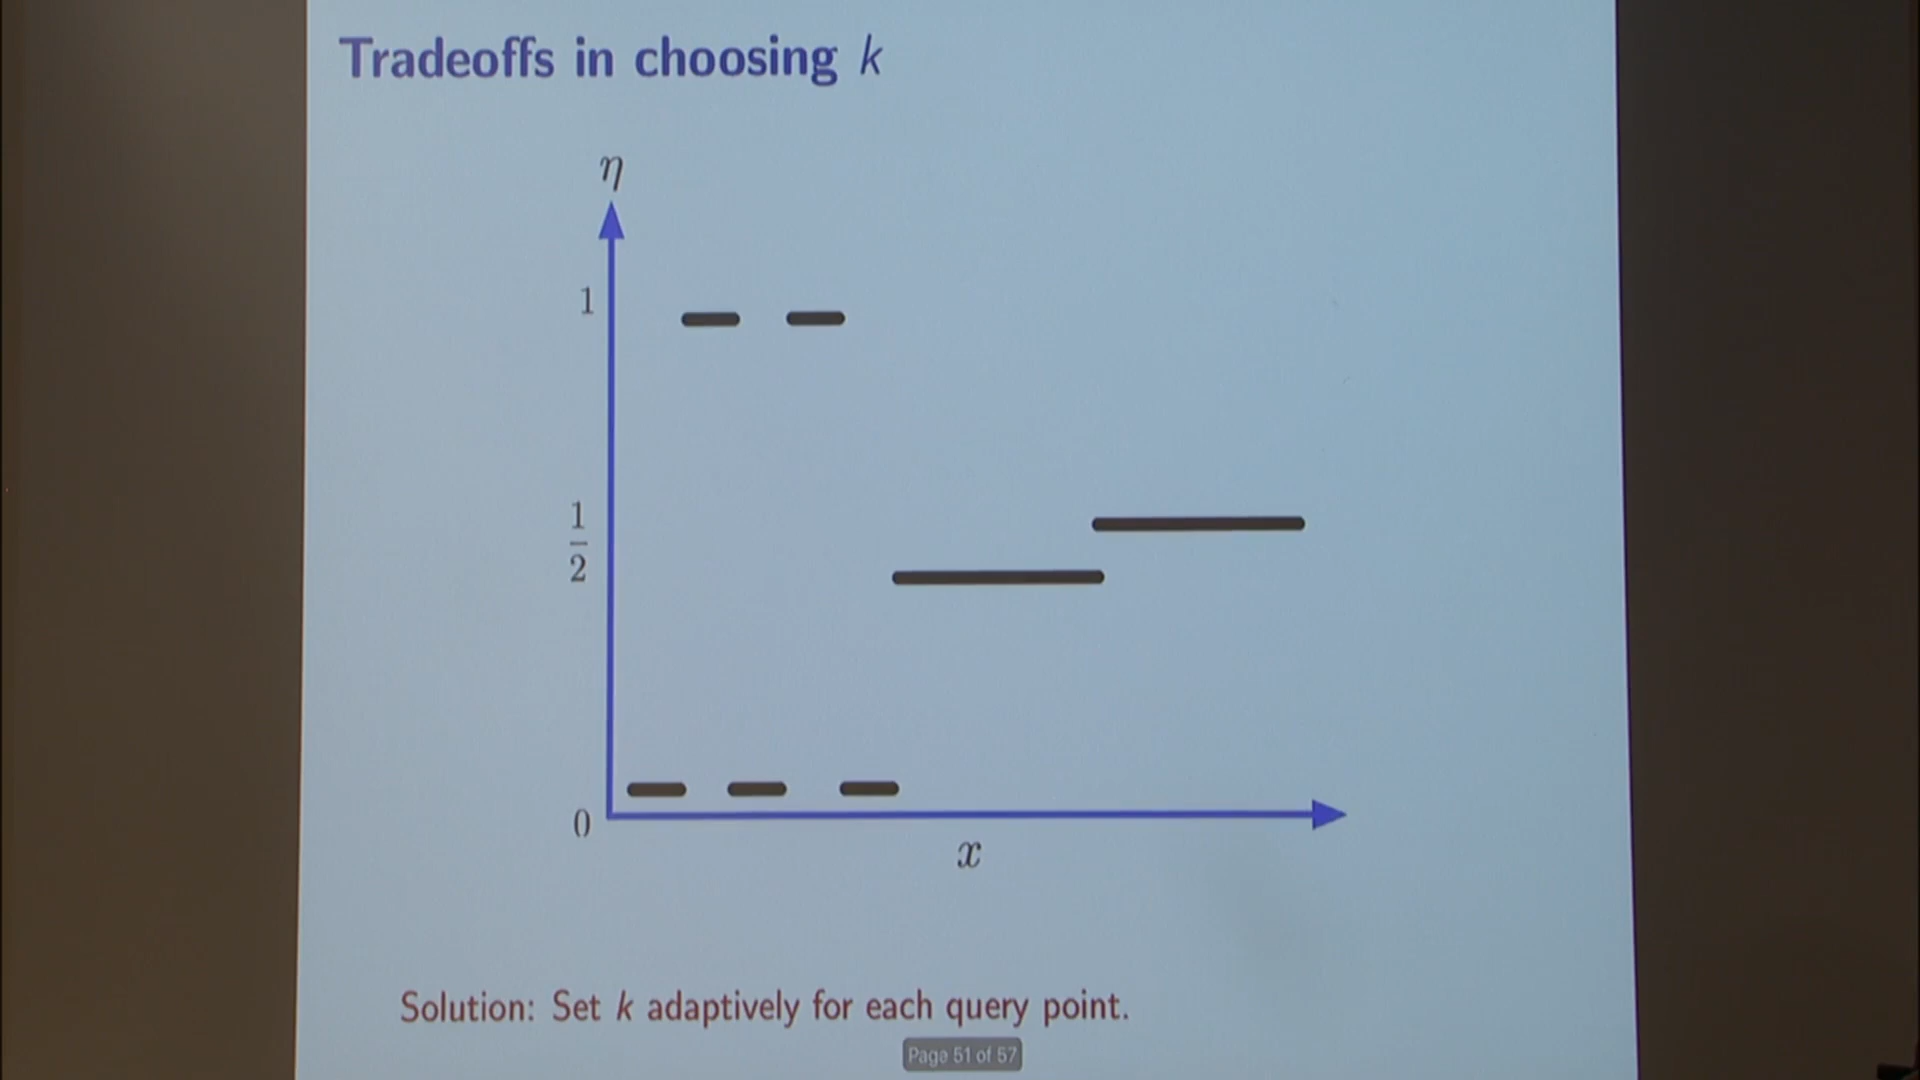 Tradeoffs in choosing k
η
1
1
2
0
x
Solution: Set k adaptively for each query point.
Page 51 of 57